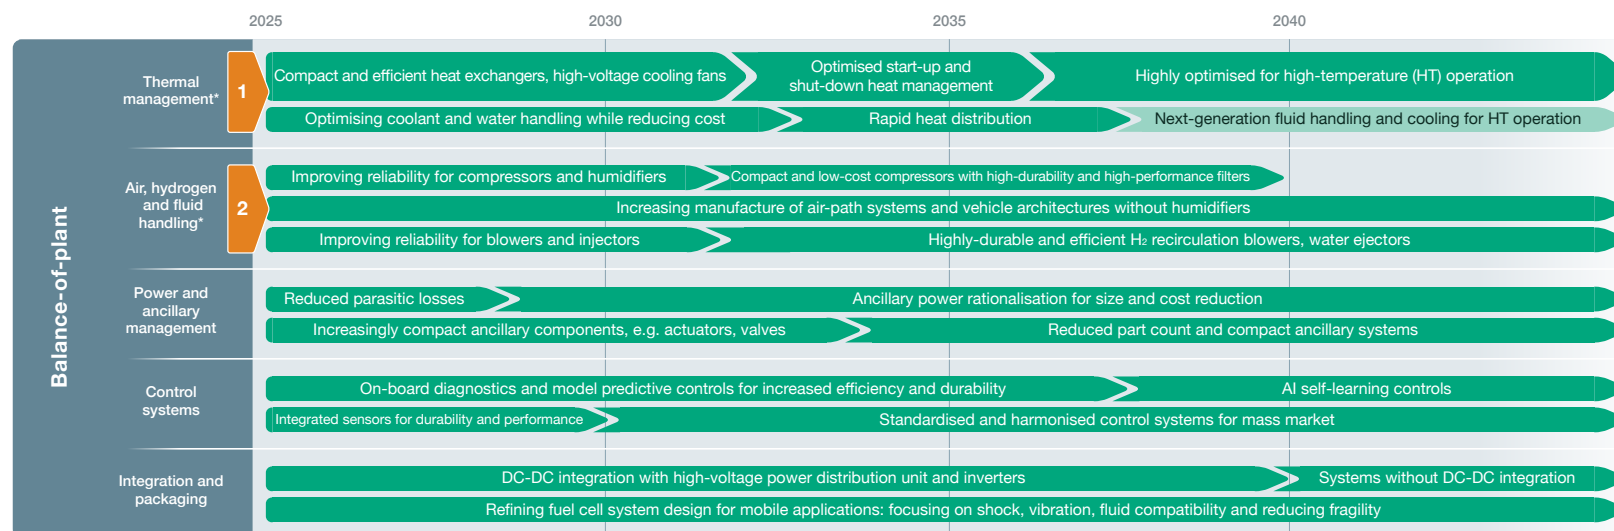 2025 2030 2035 2040
Balance-of-plant
Thermal
management*
1
Compact and efficient heat exchangers, high-voltage cooling fans
Optimised start-up and
shut-down heat management
Highly optimised for high-temperature (HT) operation
Optimising coolant and water handling while reducing cost
Rapid heat distribution
Next-generation fluid handling and cooling for HT operation
Air, hydrogen
and fluid
handling*
2
Improving reliability for compressors and humidifiers
Compact and low-cost compressors with high-durability and high-performance filters
Increasing manufacture of air-path systems and vehicle architectures without humidifiers
Improving reliability for blowers and injectors
Highly-durable and efficient H₂ recirculation blowers, water ejectors
Power and
ancillary
management
Reduced parasitic losses
Ancillary power rationalisation for size and cost reduction
Increasingly compact ancillary components, e.g. actuators, valves
Reduced part count and compact ancillary systems
Control
systems
On-board diagnostics and model predictive controls for increased efficiency and durability
AI self-learning controls
Integrated sensors for durability and performance
Standardised and harmonised control systems for mass market
Integration and
packaging
DC-DC integration with high-voltage power distribution unit and inverters
Systems without DC-DC integration
Refining fuel cell system design for mobile applications: focusing on shock, vibration, fluid compatibility and reducing fragility